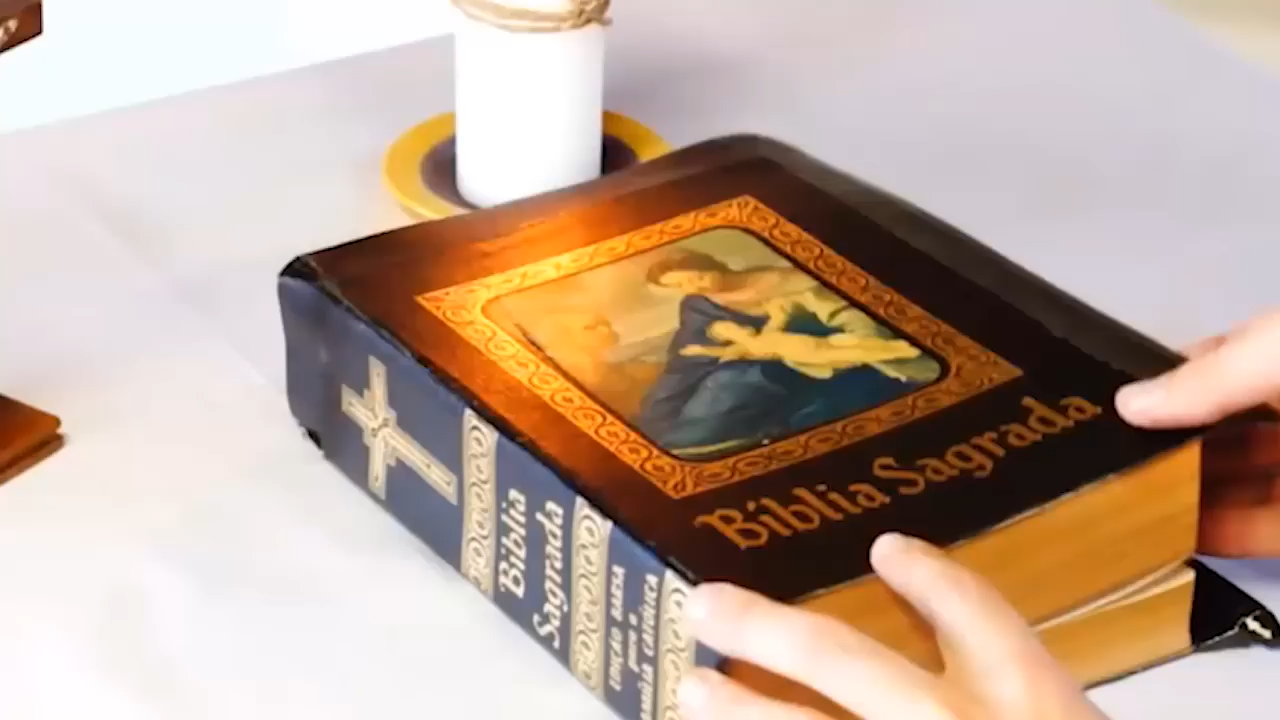 Biblia Sagrada
Biblia
Sagrada
EDIÇÃO BARSA
para a
FAMÍLIA CATÓLICA